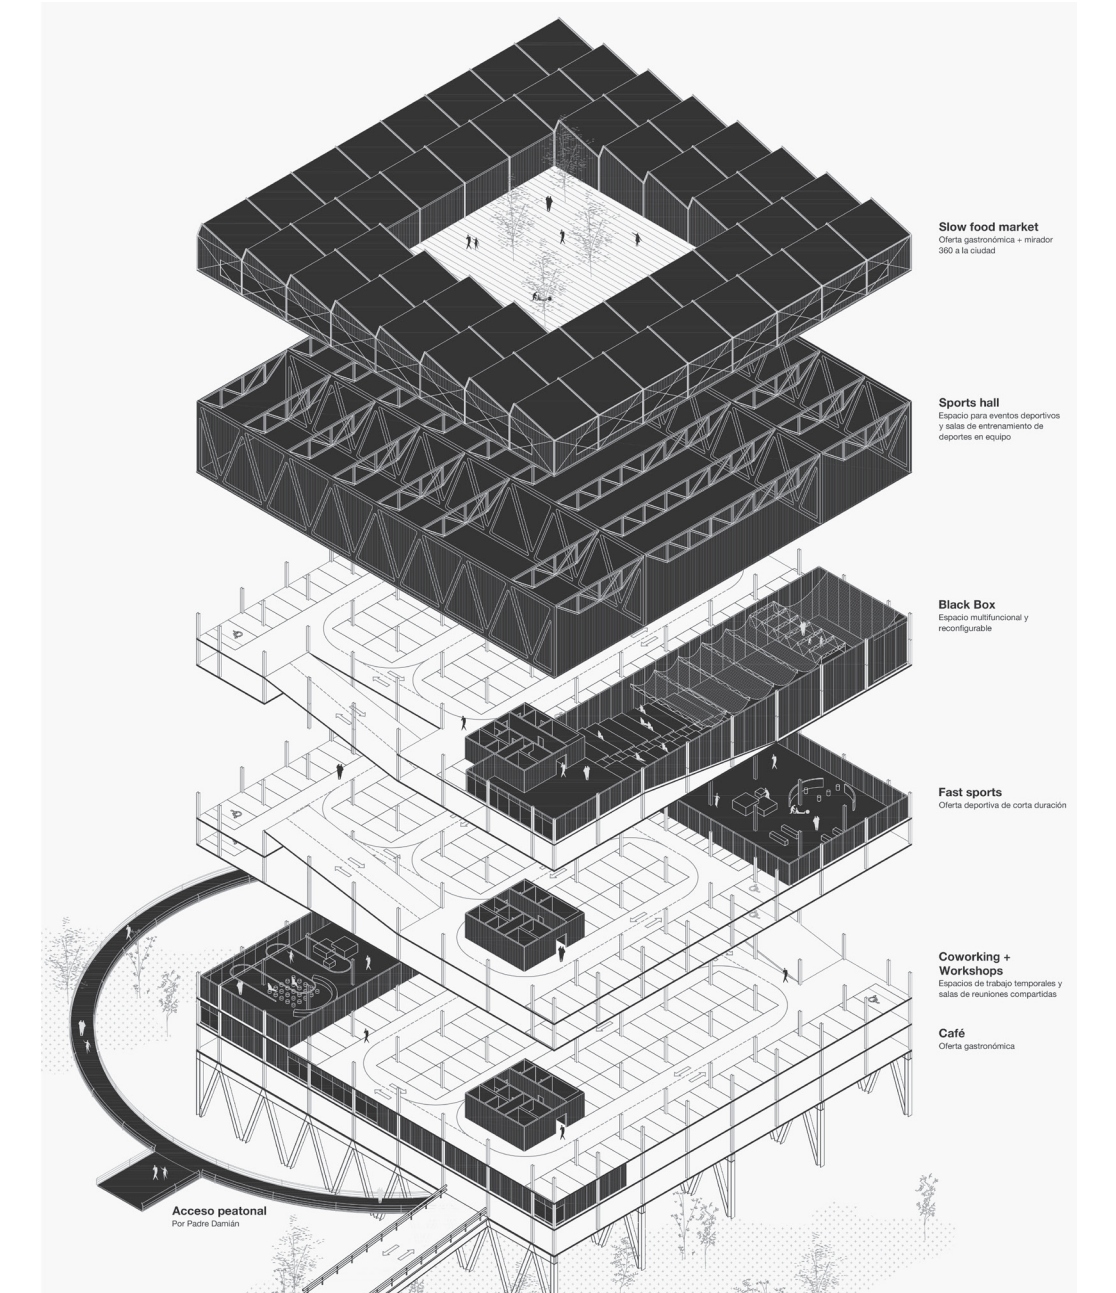 Slow food market
Oferta gastronómica + mirador
360 a la ciudad
Sports hall
Espacio para eventos deportivos
y salas de entrenamiento de
deportes en equipo
Black Box
Espacio multifuncional y
reconfigurable
Fast sports
Oferta deportiva de corta duración
Coworking +
Workshops
Espacios de trabajo temporales y
salas de reuniones compartidas
Café
Oferta gastronómica
Acceso peatonal
Por Padre Damián